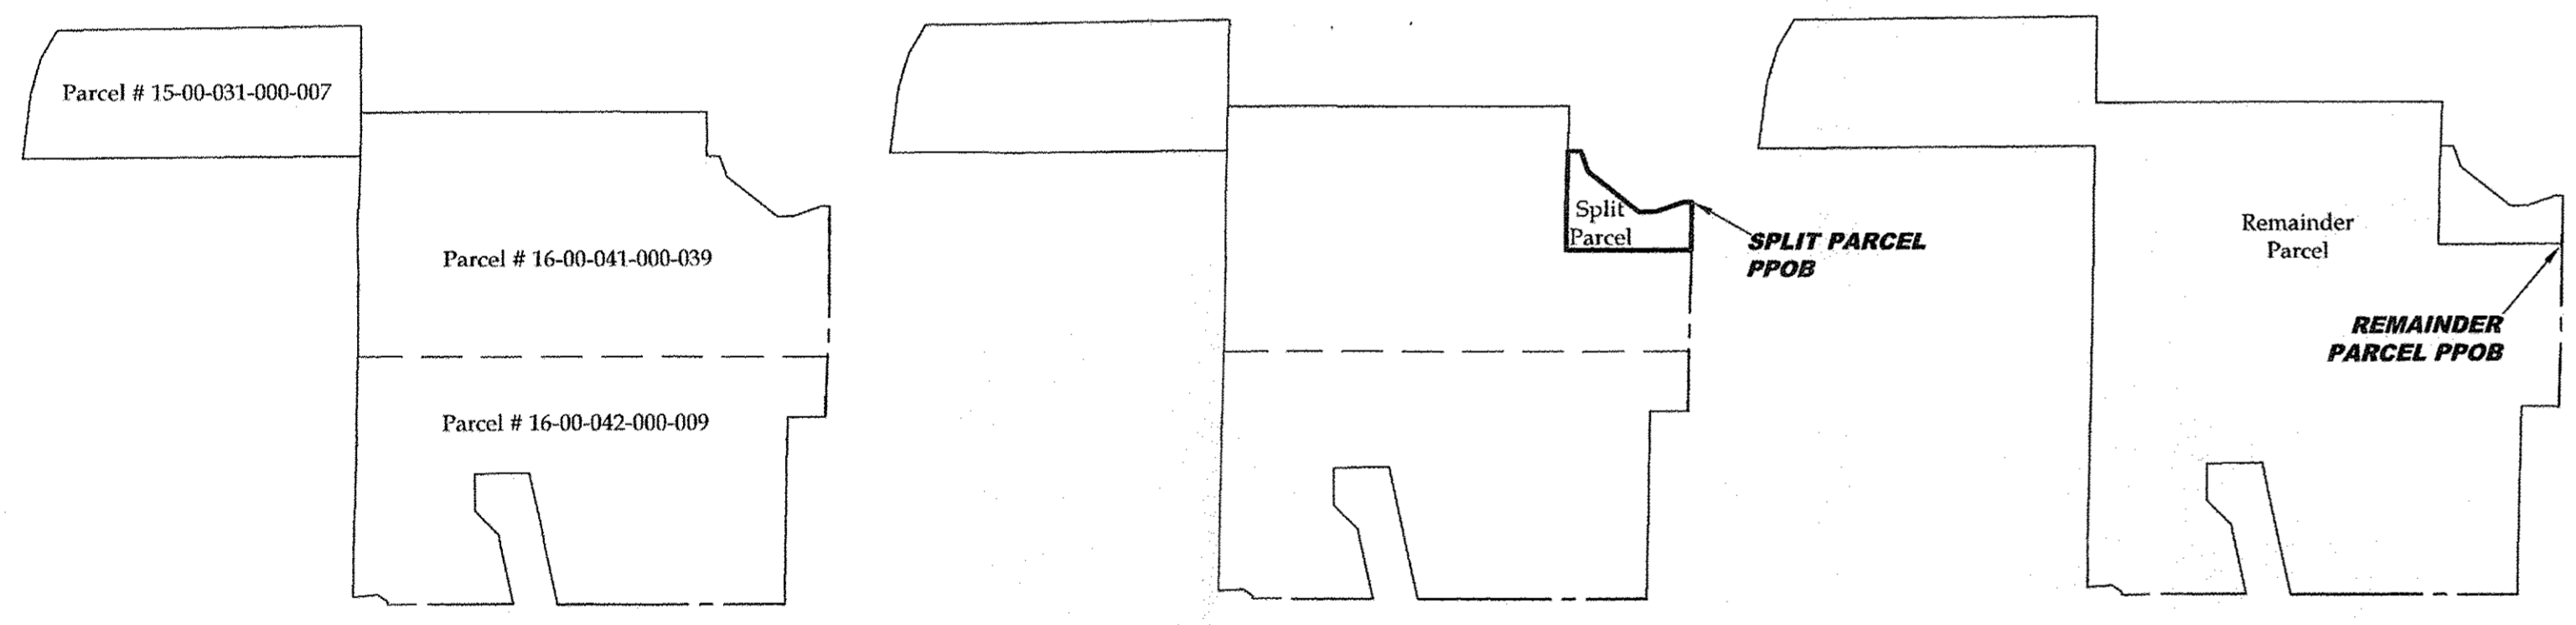 Parcel # 15-00-031-000-007
Parcel # 16-00-041-000-039
Parcel # 16-00-042-000-009
Split
Parcel
SPLIT PARCEL
PPOB
Remainder
Parcel
REMAINDER
PARCEL PPOB